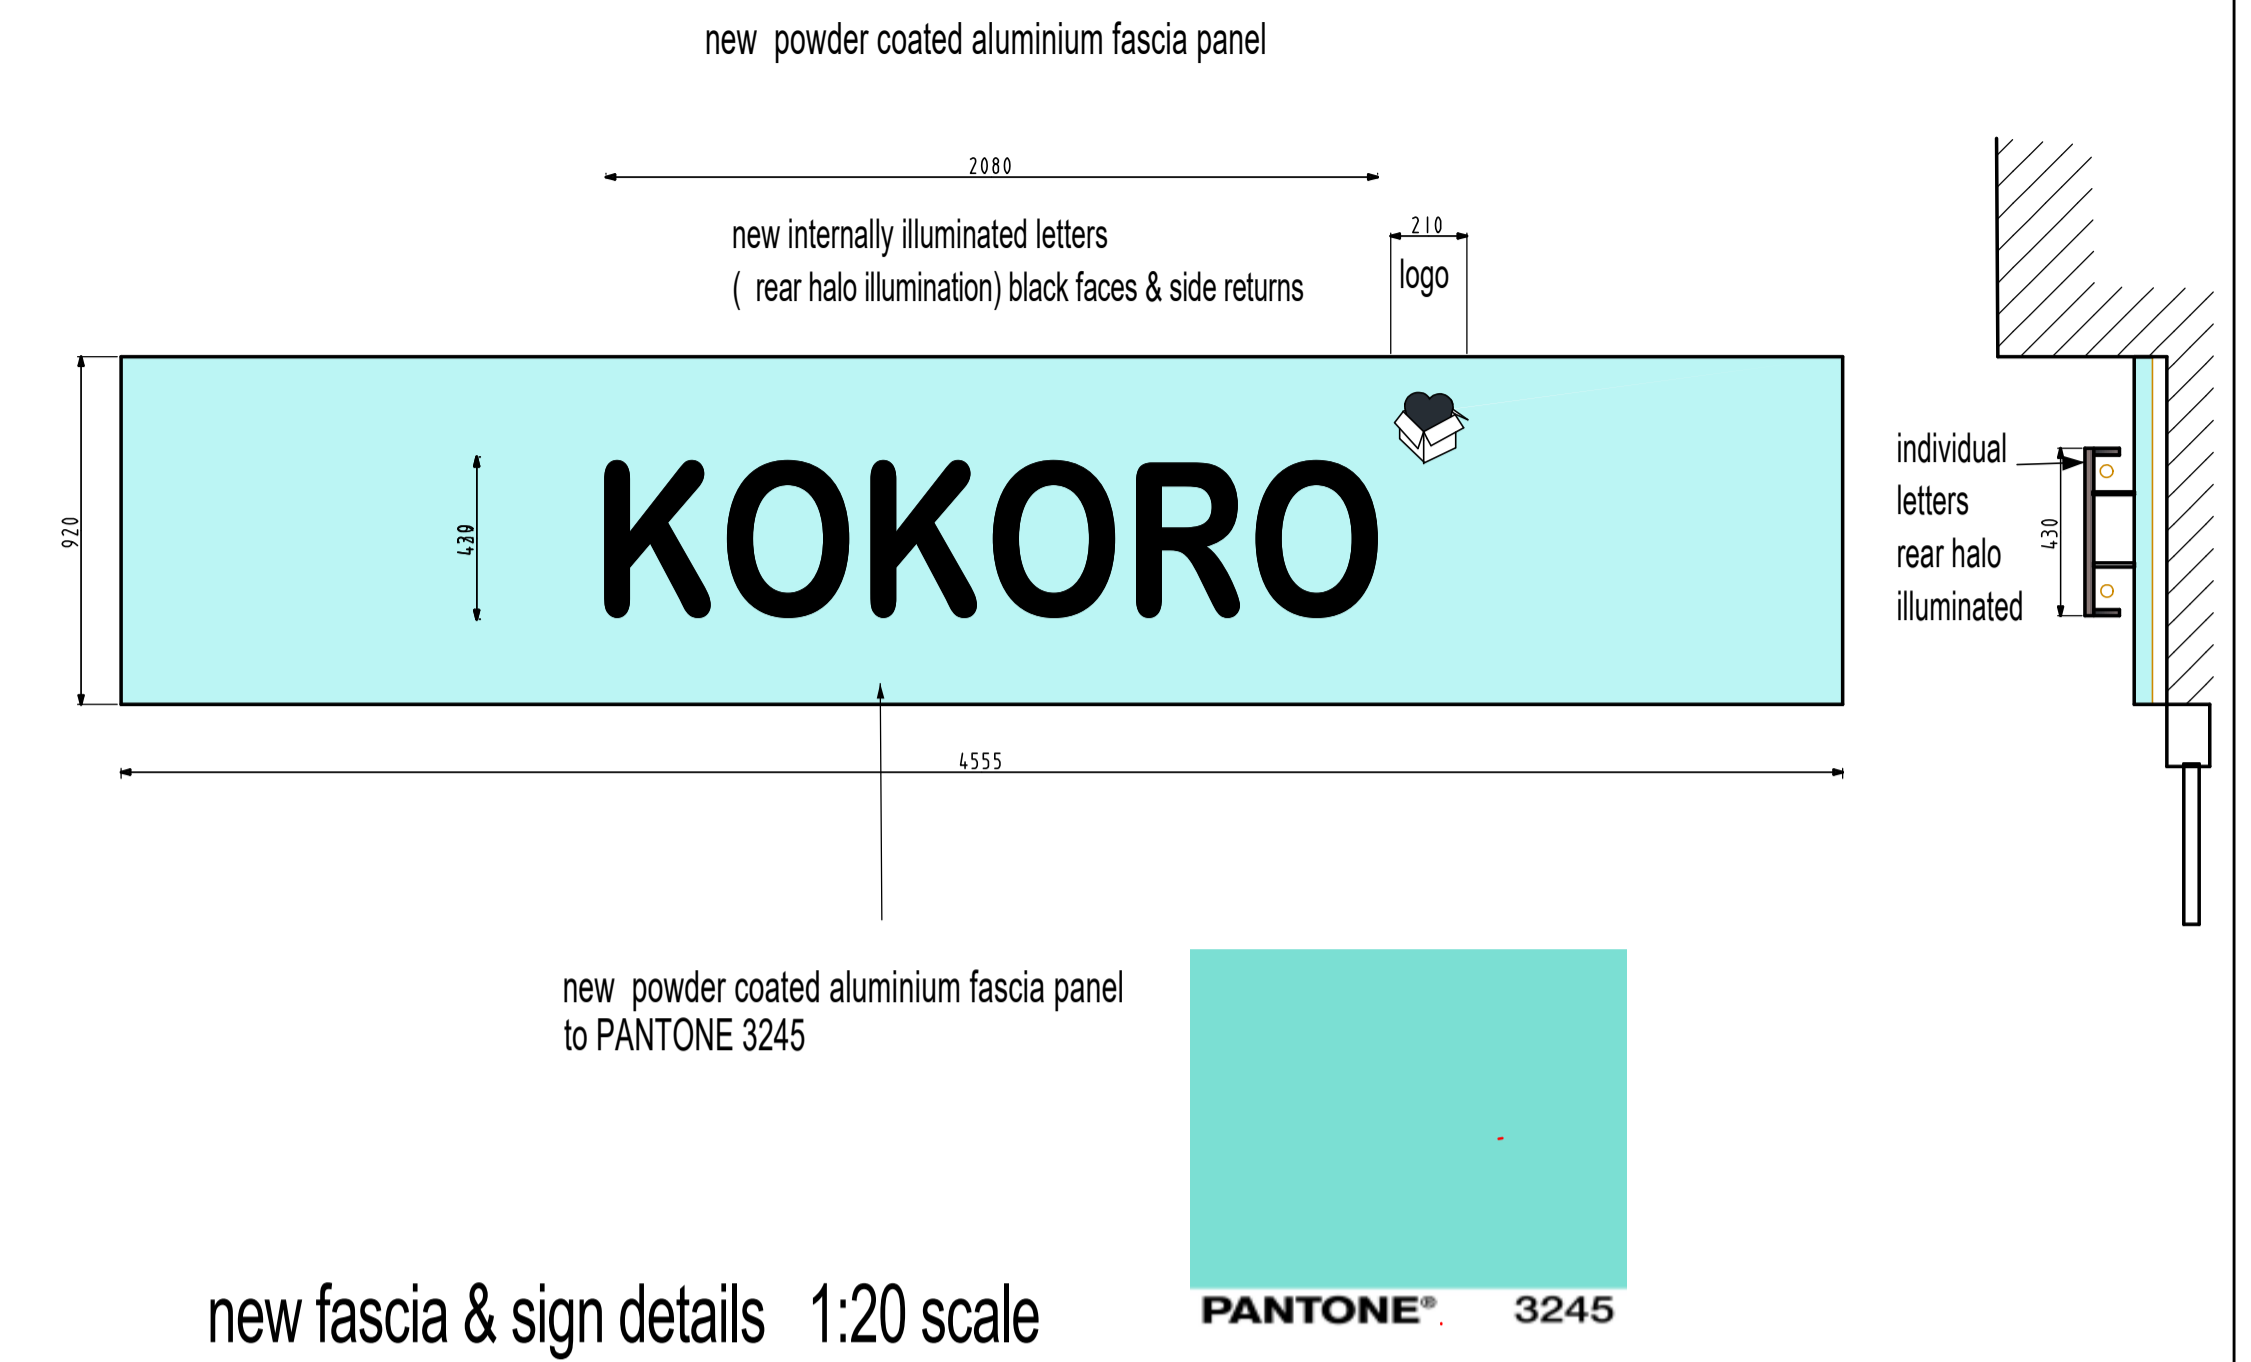 new powder coated aluminium fascia panel
2080
new internally illuminated letters
( rear halo illumination) black faces & side returns
210
logo
920
KOKORO
individual
letters
rear halo
illuminated
430
4555
new powder coated aluminium fascia panel
to PANTONE 3245
PANTONE® 3245
new fascia & sign details 1:20 scale